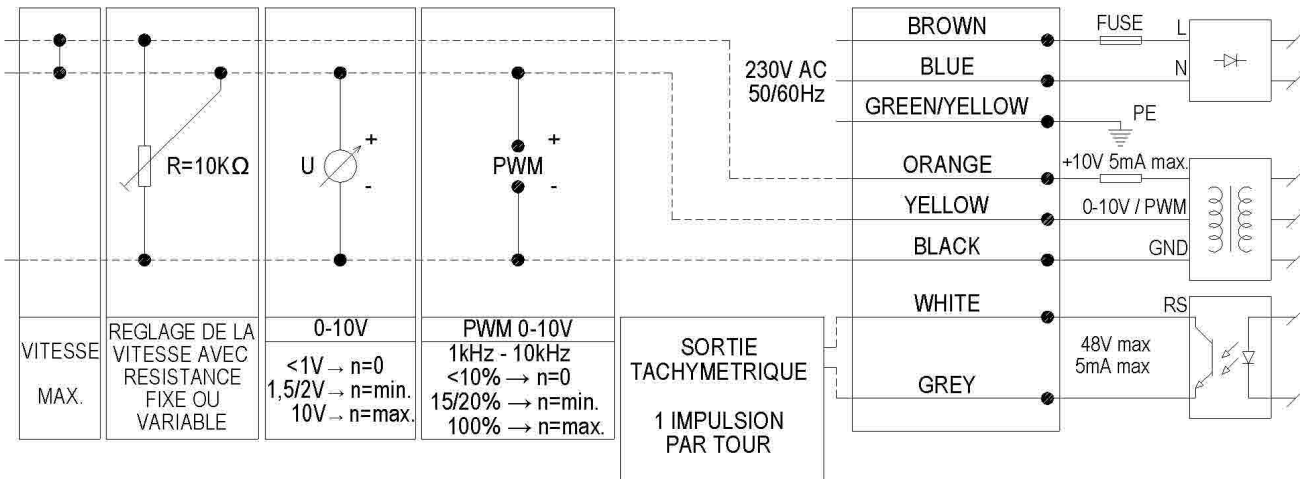 R=10KΩ
U
+
-
PWM
+
-
VITESSE
MAX.
REGLAGE DE LA
VITESSE AVEC
RESISTANCE
FIXE OU
VARIABLE
0-10V
<1V → n=0
1,5/2V → n=min.
10V → n=max.
PWM 0-10V
1kHz - 10kHz
<10% → n=0
15/20% → n=min.
100% → n=max.
SORTIE
TACHYMETRIQUE
1 IMPULSION
PAR TOUR
230V AC
50/60Hz
BROWN
BLUE
GREEN/YELLOW
ORANGE
YELLOW
BLACK
WHITE
GREY
FUSE
L
N
PE
+10V 5mA max.
0-10V / PWM
GND
RS
48V max
5mA max